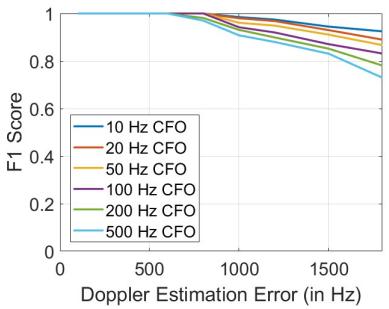 1
0.8
0.6
0.4
0.2
0
F1 Score
10 Hz CFO
20 Hz CFO
50 Hz CFO
100 Hz CFO
200 Hz CFO
500 Hz CFO
0 500 1000 1500
Doppler Estimation Error (in Hz)